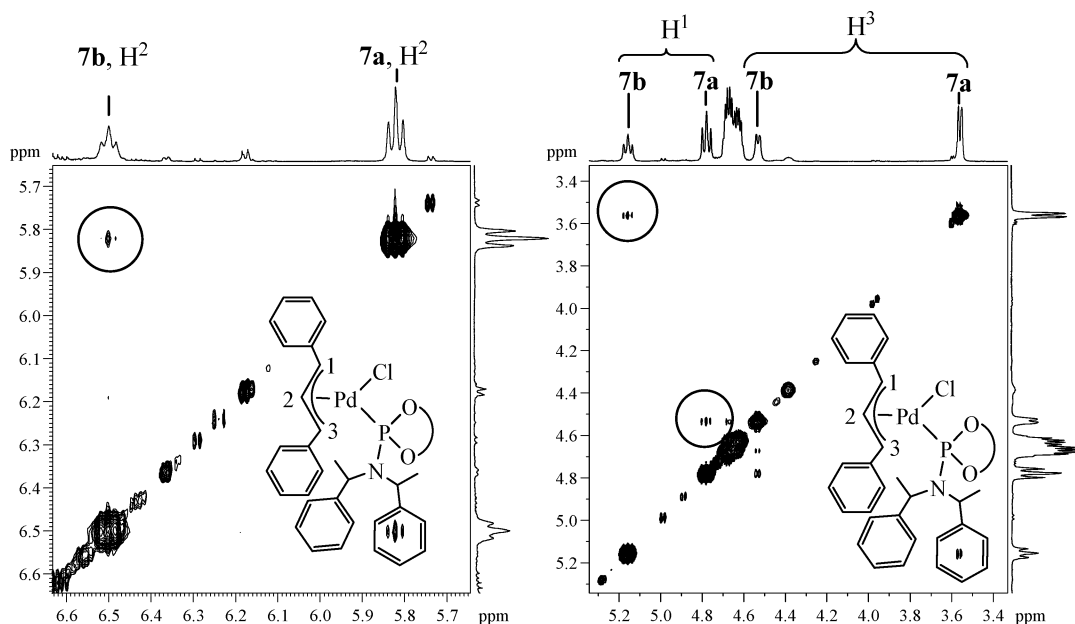 7b, H²
7a, H²
ppm
5.7
5.8
5.9
6.0
6.1
6.2
6.3
6.4
6.5
6.6
1
2
3
Pd
Cl
P
O
O
N
6.6 6.5 6.4 6.3 6.2 6.1 6.0 5.9 5.8 5.7 ppm
H¹
H³
7b
7a
7b
7a
ppm
3.4
3.6
3.8
4.0
4.2
4.4
4.6
4.8
5.0
5.2
1
2
3
Pd
Cl
P
O
O
N
5.2 5.0 4.8 4.6 4.4 4.2 4.0 3.8 3.6 3.4 ppm